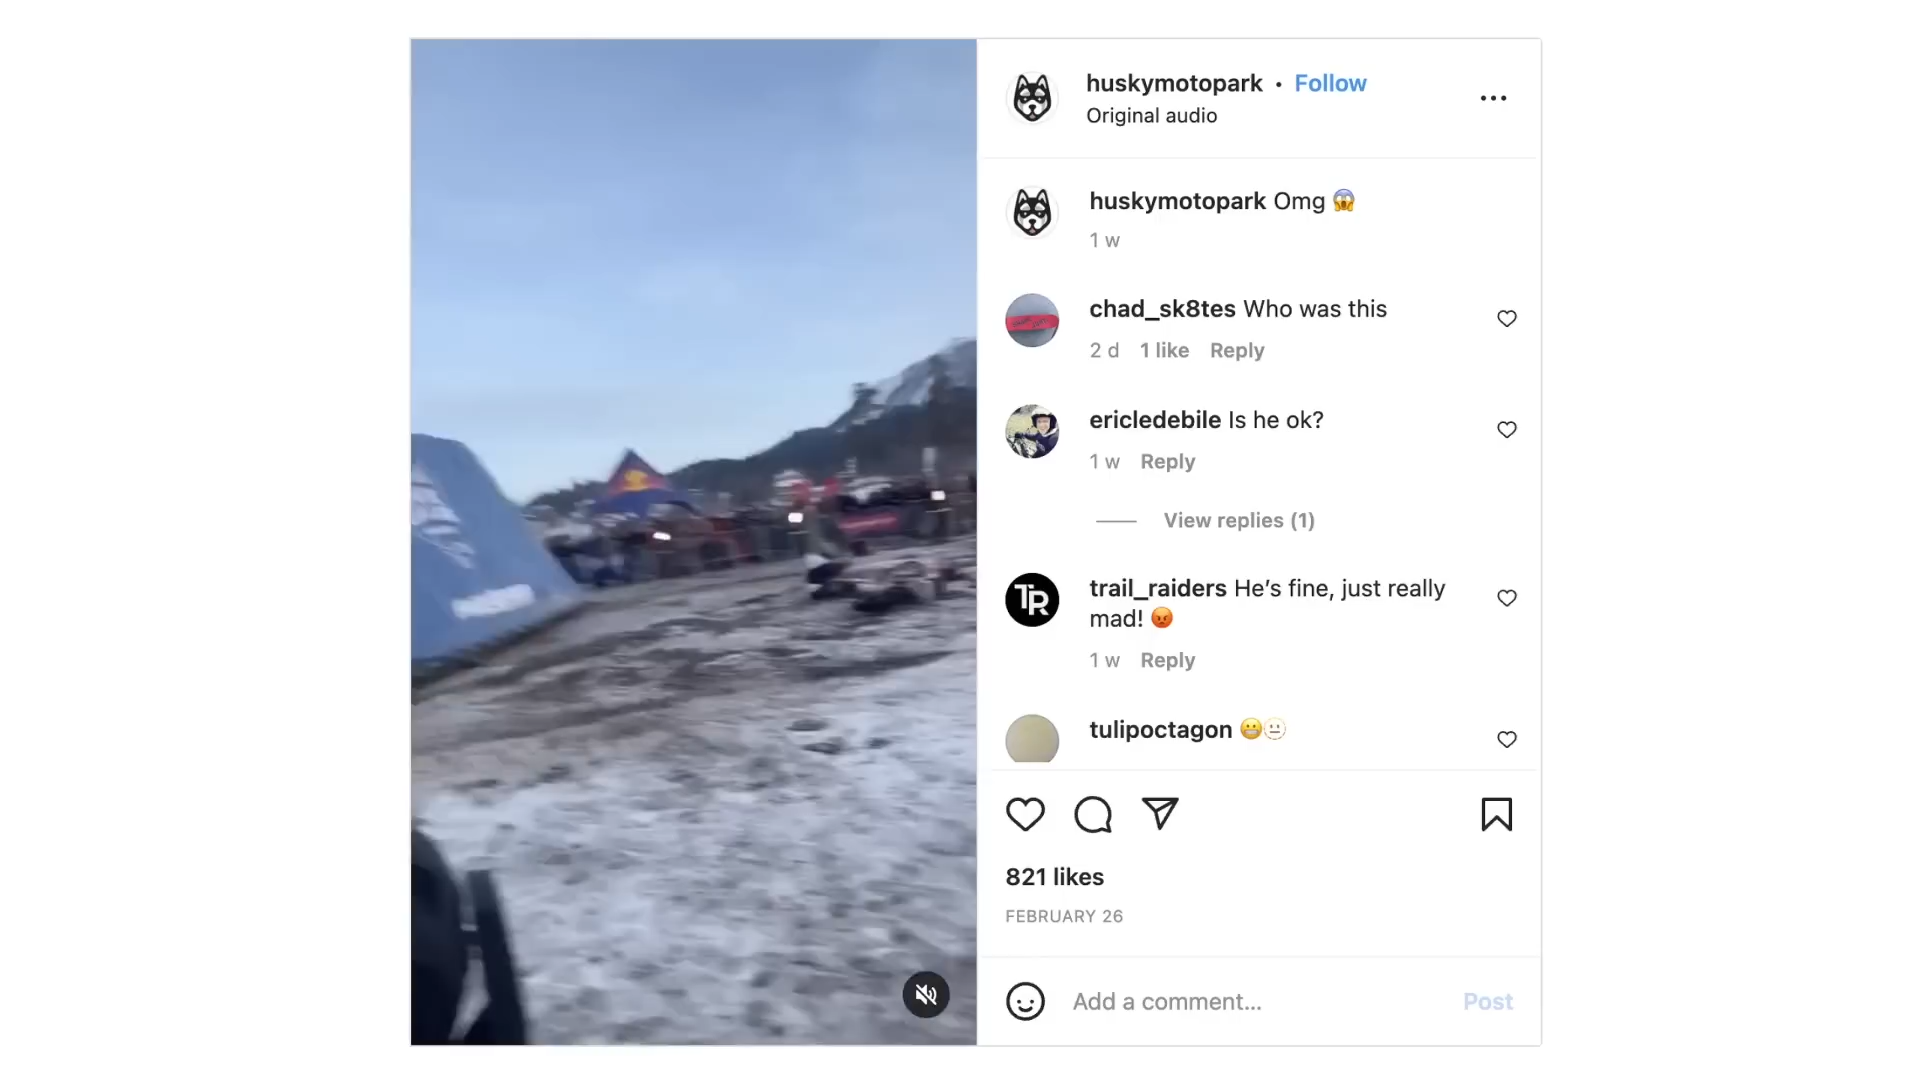 huskymotopark • Follow
Original audio
huskymotopark Omg 😱
1 w
chad_sk8tes Who was this
2 d 1 like Reply
ericledebile Is he ok?
1 w Reply
View replies (1)
TR
trail_raiders He’s fine, just really
mad! 😡
1 w Reply
tulipoctagon 😬🫥
821 likes
FEBRUARY 26
Add a comment... Post